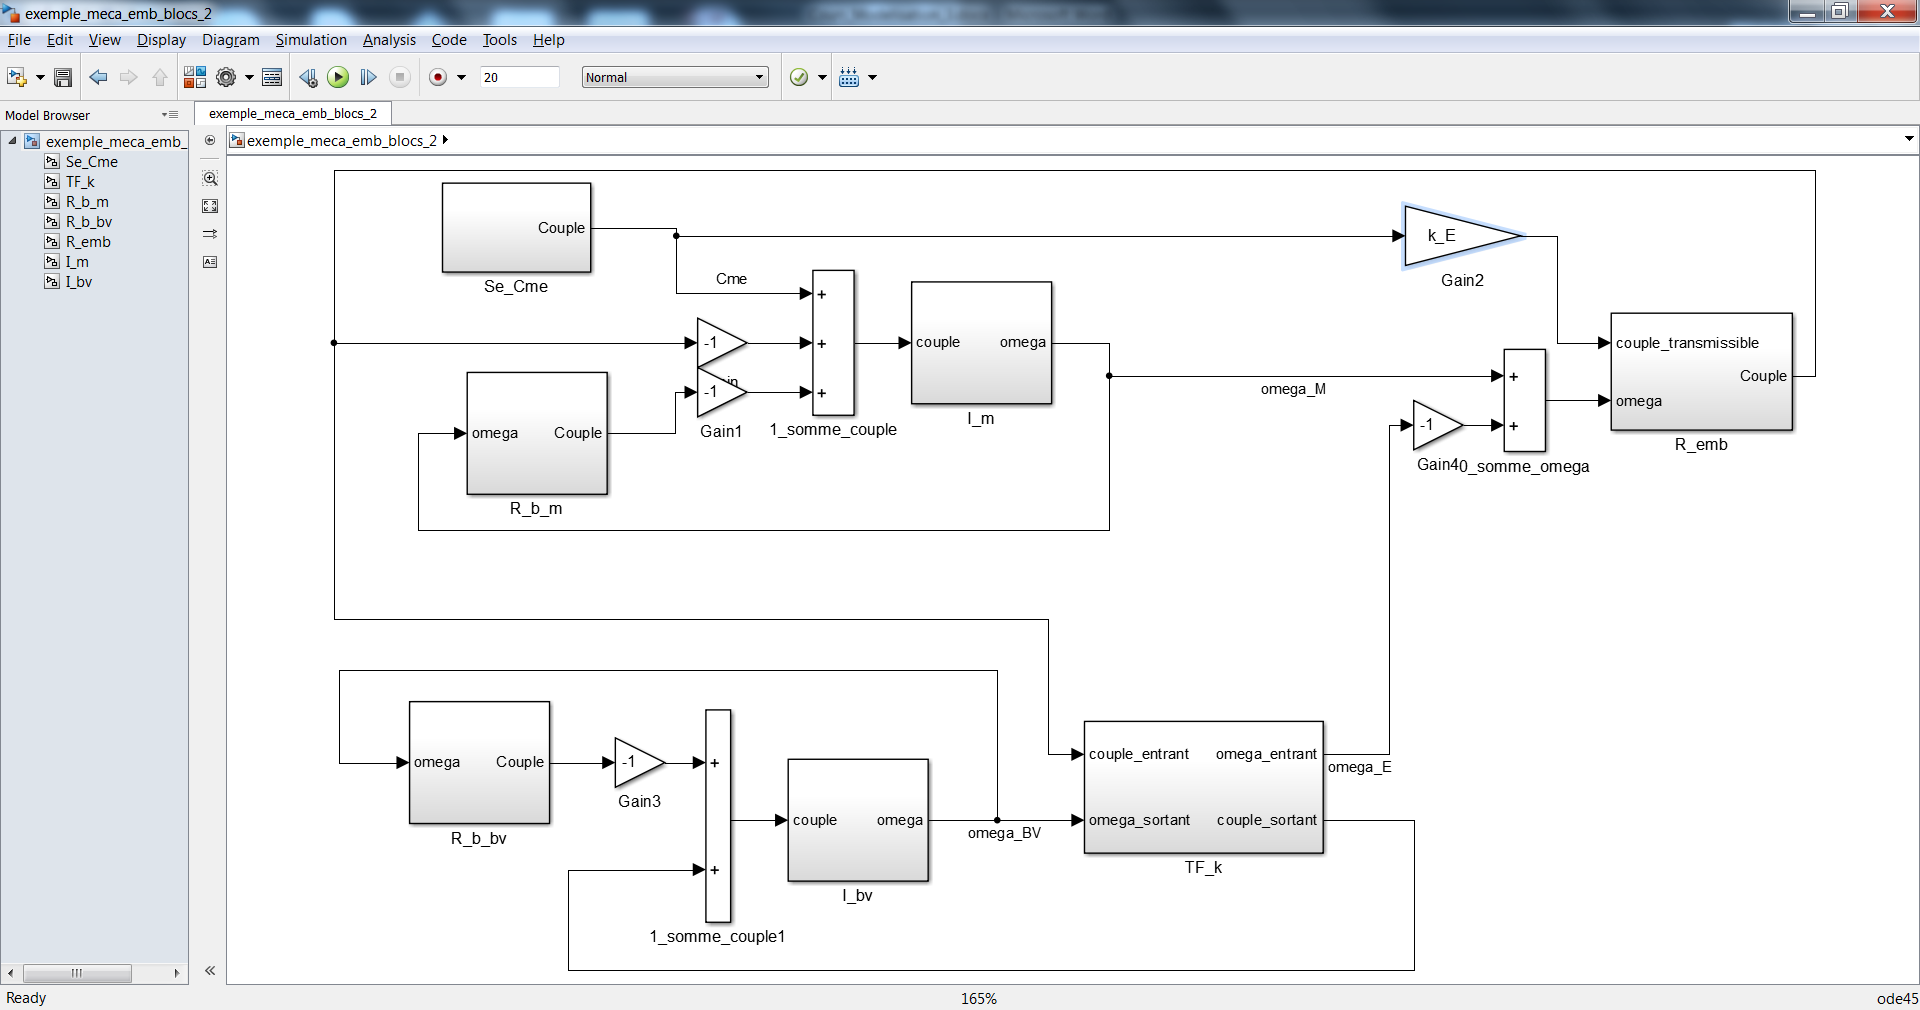 exemple_meca_emb_blocs_2
File Edit View Display Diagram Simulation Analysis Code Tools Help
20 Normal
Model Browser
exemple_meca_emb_blocs_2
exemple_meca_emb_
exemple_meca_emb_blocs_2
Se_Cme
TF_k
R_b_m
R_b_bv
R_emb
I_m
I_bv
Couple
Se_Cme
k_E
Gain2
Cme
+
-1
+
in
-1
+
Gain1
1_somme_couple
couple omega
I_m
omega Couple
R_b_m
omega_M
+
-1
+
Gain4
0_somme_omega
couple_transmissible
Couple
omega
R_emb
omega Couple
R_b_bv
-1
Gain3
+
+
1_somme_couple1
couple omega
I_bv
omega_BV
couple_entrant omega_entrant
omega_sortant couple_sortant
TF_k
omega_E
Ready 165% ode45